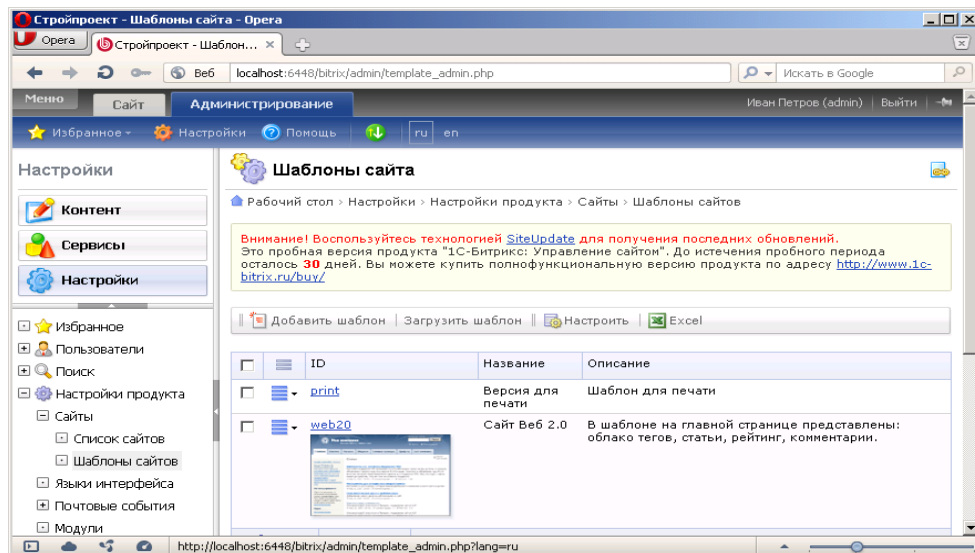 Стройпроект - Шаблоны сайта - Opera
Opera
Стройпроект - Шаблон...
Веб
localhost:6448/bitrix/admin/template_admin.php
Искать в Google
Меню
Сайт
Администрирование
Иван Петров (admin)
Выйти
Избранное
Настройки
Помощь
ru
en
Настройки
Контент
Сервисы
Настройки
Избранное
Пользователи
Поиск
Настройки продукта
Сайты
Список сайтов
Шаблоны сайтов
Языки интерфейса
Почтовые события
Модули
Шаблоны сайта
Рабочий стол › Настройки › Настройки продукта › Сайты › Шаблоны сайтов
Внимание! Воспользуйтесь технологией SiteUpdate для получения последних обновлений.
Это пробная версия продукта "1С-Битрикс: Управление сайтом". До истечения пробного периода
осталось 30 дней. Вы можете купить полнофункциональную версию продукта по адресу http://www.1c-
bitrix.ru/buy/
Добавить шаблон
Загрузить шаблон
Настроить
Excel
ID
Название
Описание
print
Версия для
печати
Шаблон для печати
web20
Сайт Веб 2.0
В шаблоне на главной странице представлены:
облако тегов, статьи, рейтинг, комментарии.
http://localhost:6448/bitrix/admin/template_admin.php?lang=ru